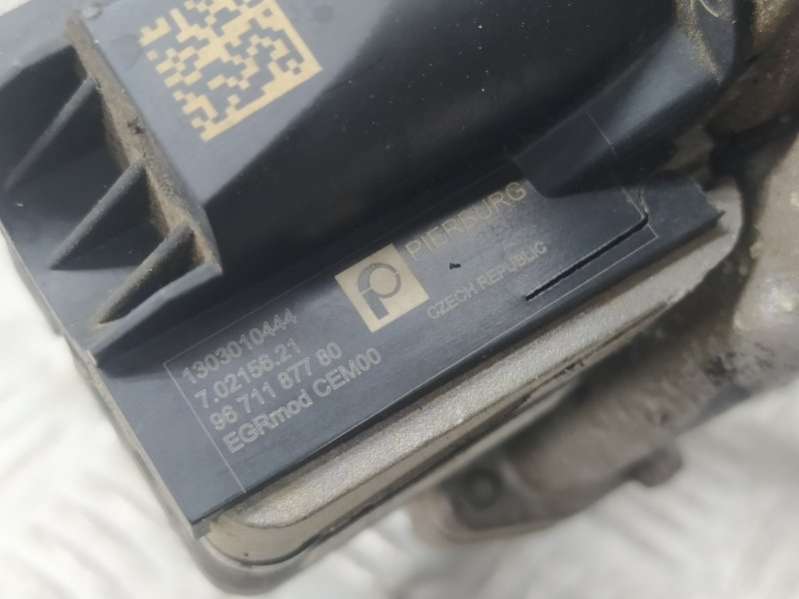 PIERBURG
CZECH REPUBLIC
1303010444
7.02156.21
96 711 877 80
EGRmod CEM00